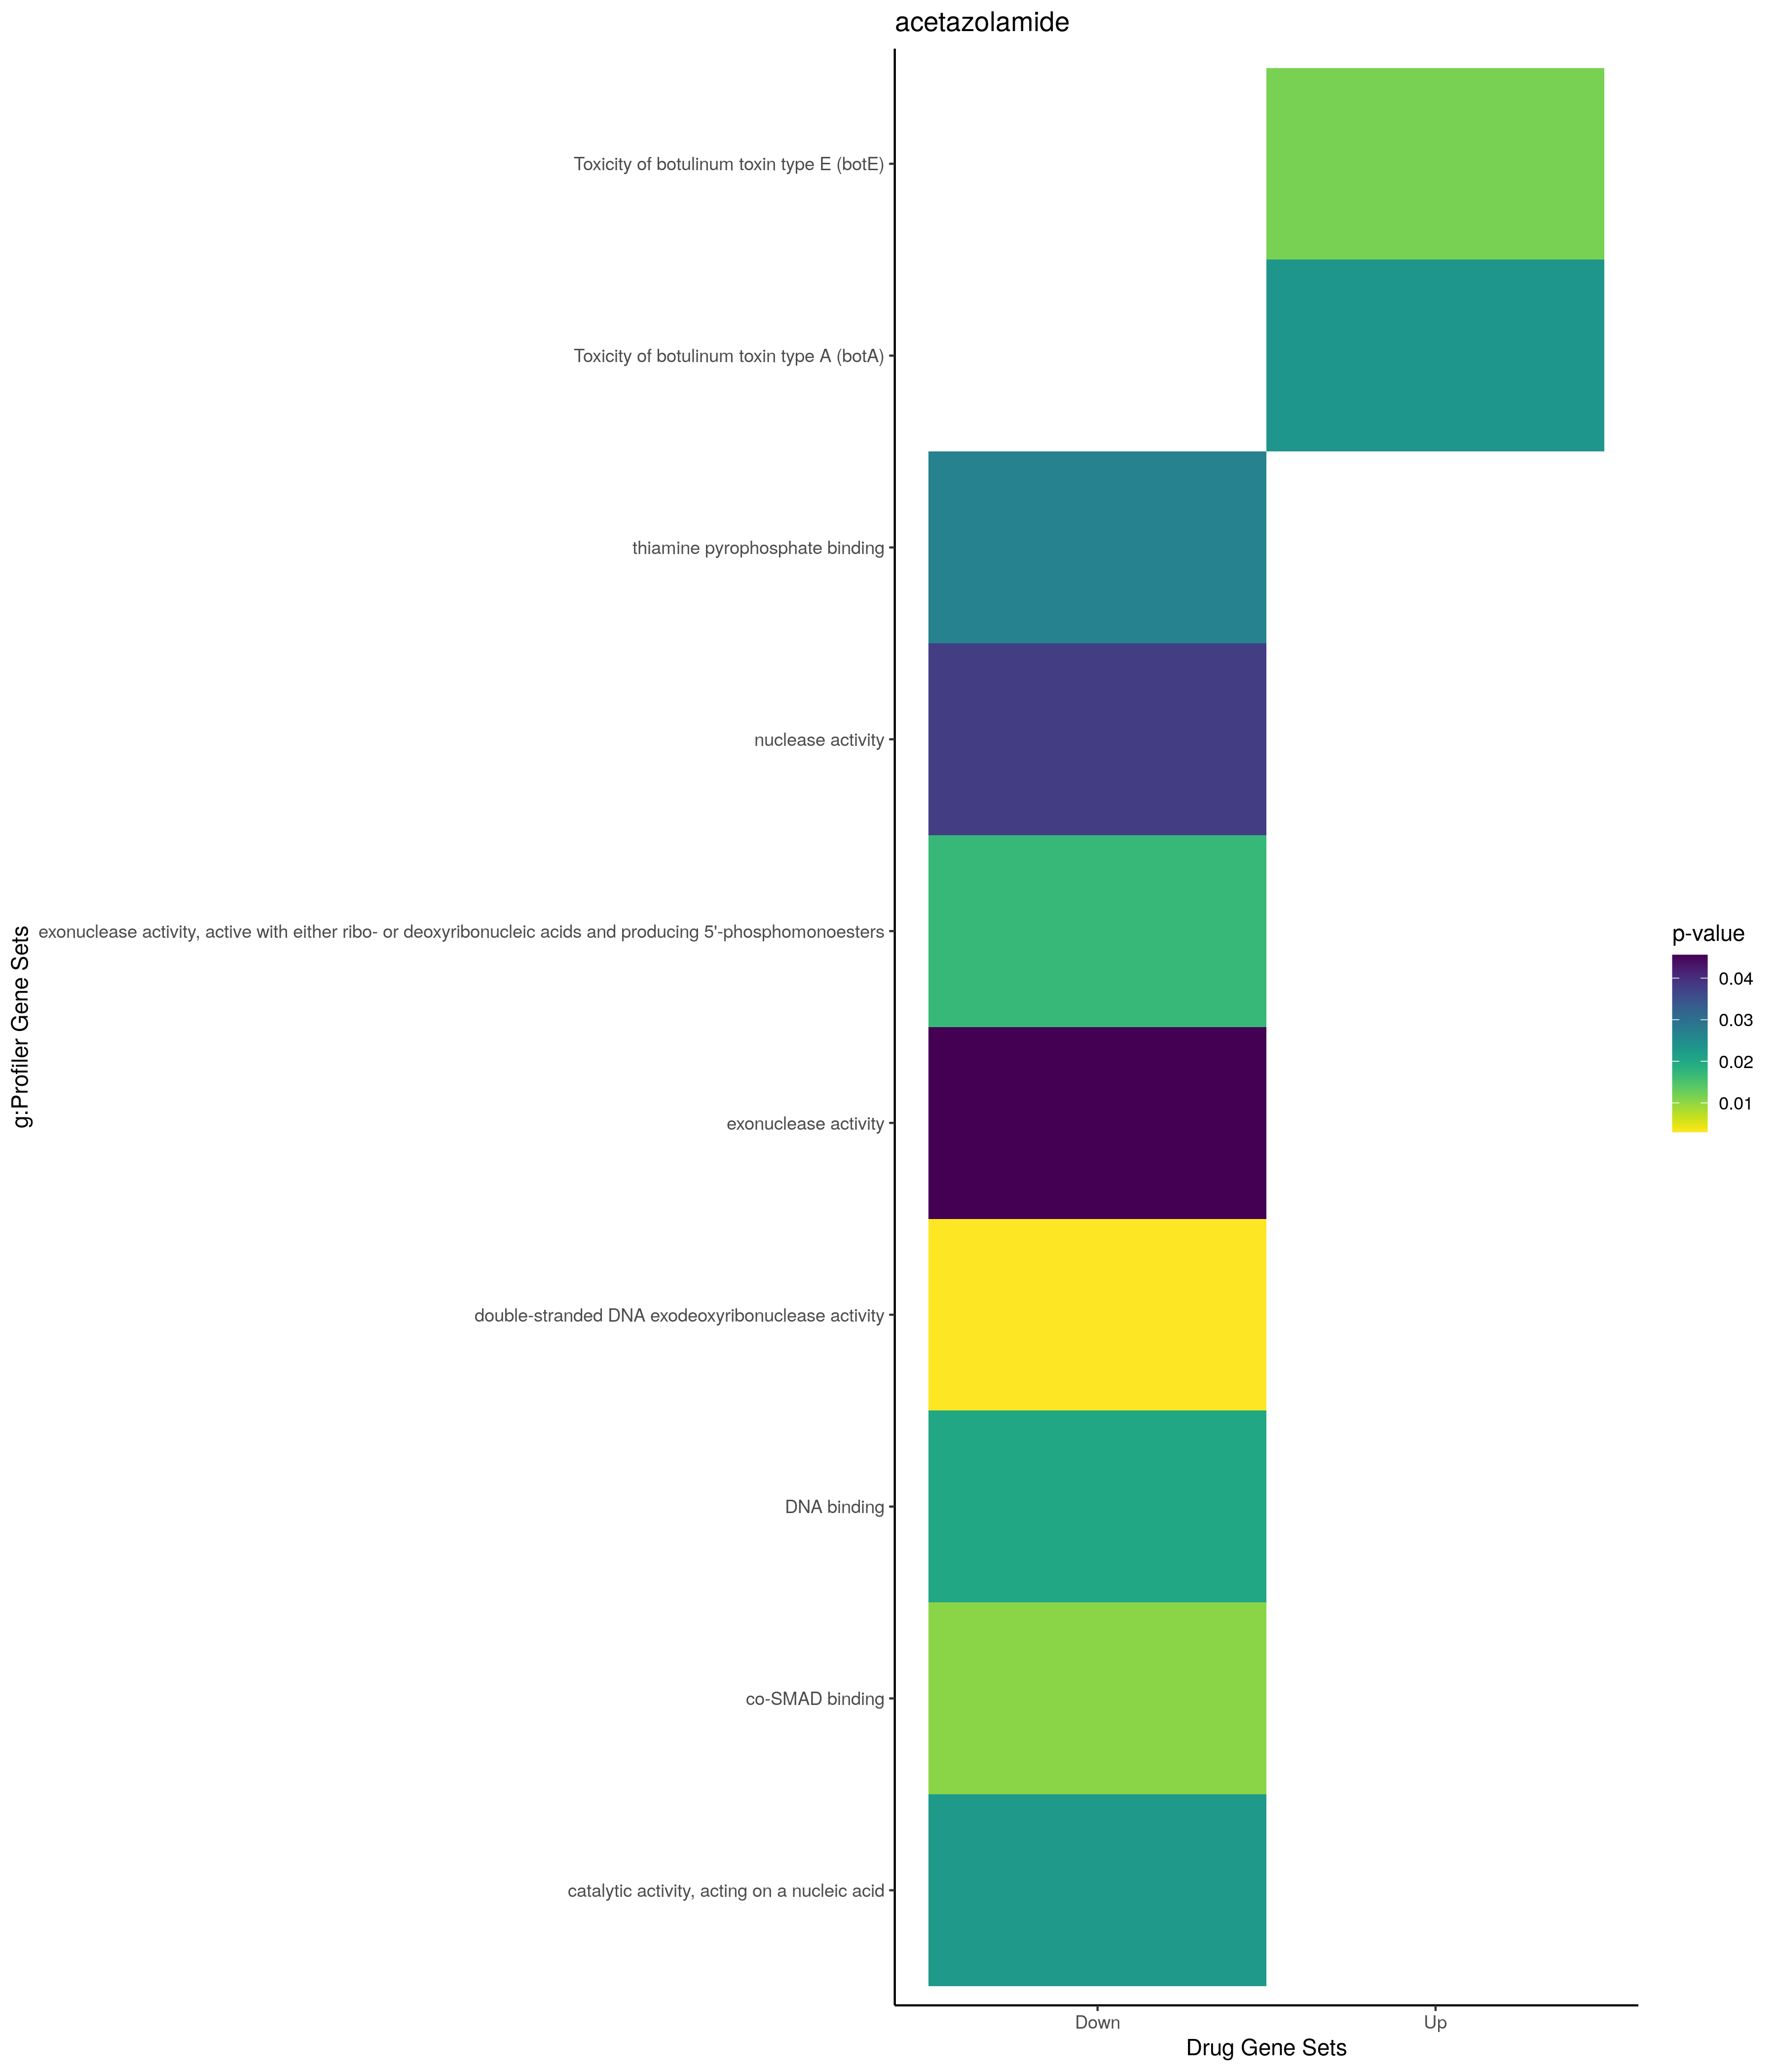 acetazolamide
Toxicity of botulinum toxin type E (botE)
Toxicity of botulinum toxin type A (botA)
thiamine pyrophosphate binding
nuclease activity
exonuclease activity, active with either ribo- or deoxyribonucleic acids and producing 5'-phosphomonoesters
exonuclease activity
double-stranded DNA exodeoxyribonuclease activity
DNA binding
co-SMAD binding
catalytic activity, acting on a nucleic acid
g:Profiler Gene Sets
Down
Up
Drug Gene Sets
p-value
0.04
0.03
0.02
0.01